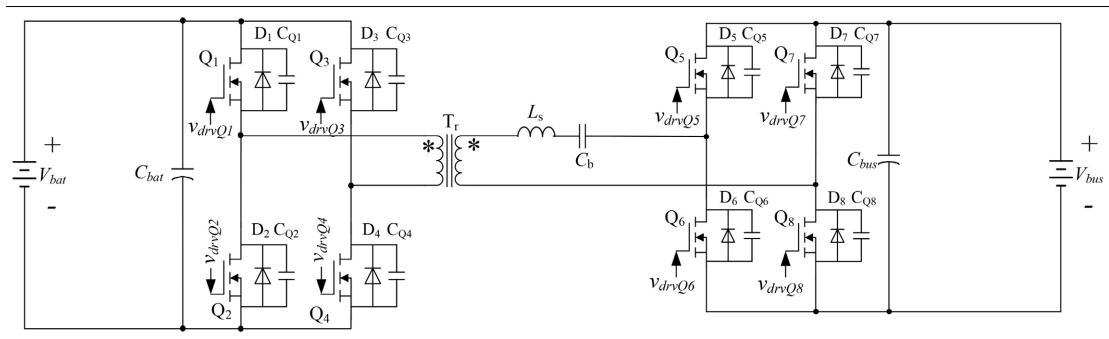 D1 CQ1
D3 CQ3
D5 CQ5
D7 CQ7
Q1
Q3
Q5
Q7
vdrvQ1
vdrvQ3
vdrvQ5
vdrvQ7
Tr
Ls
Cb
*
*
+
Vbat
-
Cbat
Cbus
+
Vbus
-
D2 CQ2
D4 CQ4
D6 CQ6
D8 CQ8
vdrvQ2
vdrvQ4
Q2
Q4
Q6
Q8
vdrvQ6
vdrvQ8